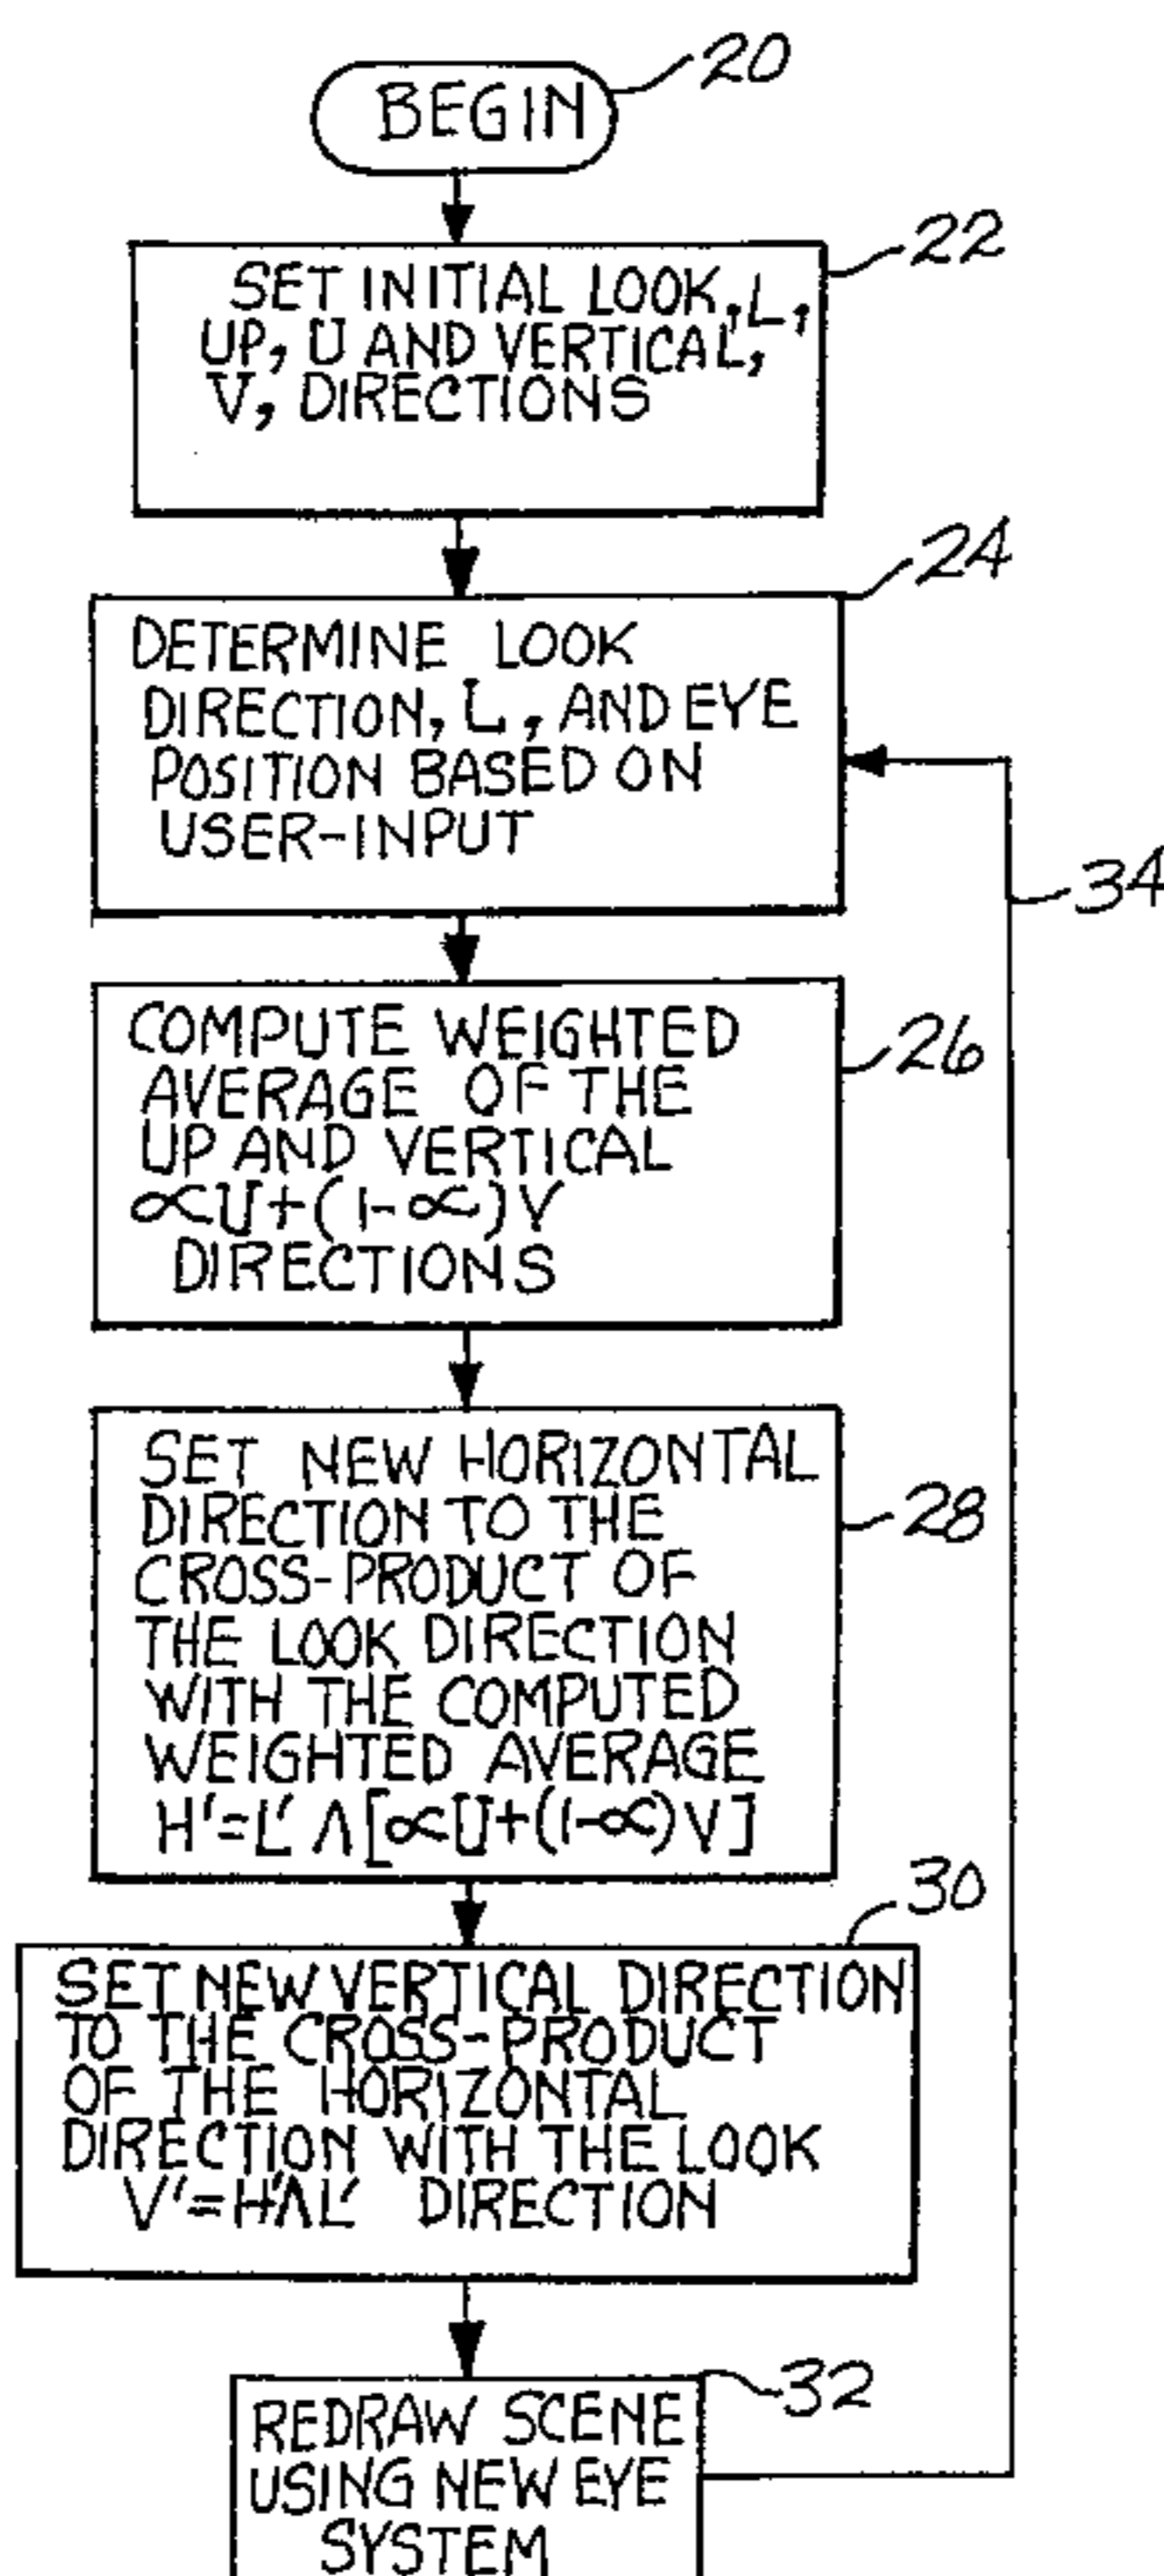 BEGIN
20
SET INITIAL LOOK, L,
UP, U AND VERTICAL,
V, DIRECTIONS
22
DETERMINE LOOK
DIRECTION, L, AND EYE
POSITION BASED ON
USER-INPUT
24
34
COMPUTE WEIGHTED
AVERAGE OF THE
UP AND VERTICAL
∝U+(1-∝)V
DIRECTIONS
26
SET NEW HORIZONTAL
DIRECTION TO THE
CROSS-PRODUCT OF
THE LOOK DIRECTION
WITH THE COMPUTED
WEIGHTED AVERAGE
H'=L' Λ [∝U+(1-∝)V]
28
SET NEW VERTICAL DIRECTION
TO THE CROSS-PRODUCT
OF THE HORIZONTAL
DIRECTION WITH THE LOOK
V'=H'ΛL' DIRECTION
30
REDRAW SCENE
USING NEW EYE
SYSTEM
32